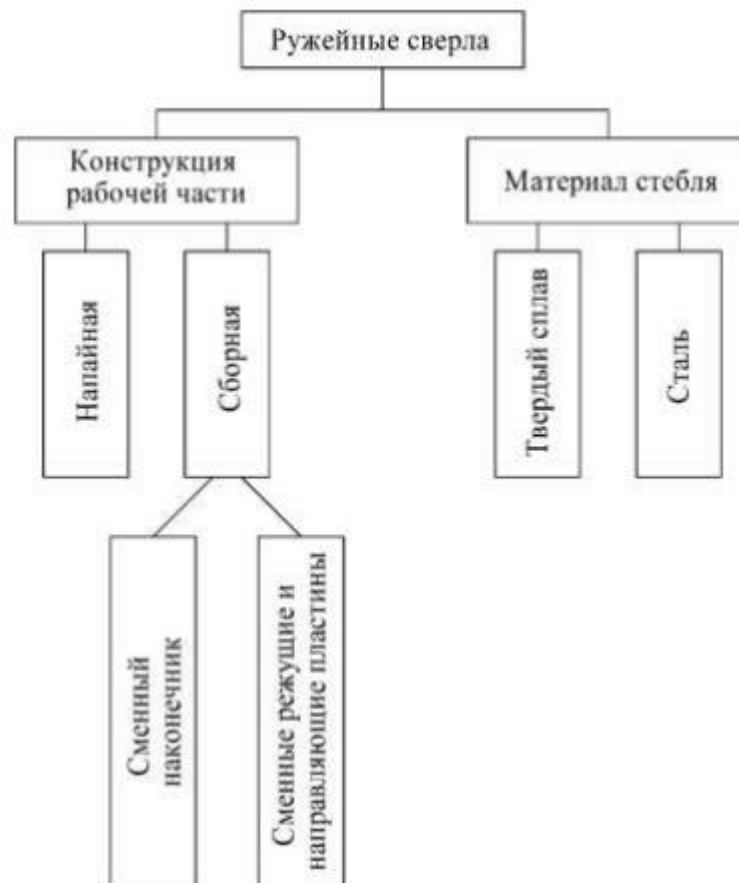 Ружейные сверла
Конструкция
рабочей части
Материал стебля
Напайная
Сборная
Твердый сплав
Сталь
Сменный
наконечник
Сменные режущие и
направляющие пластины